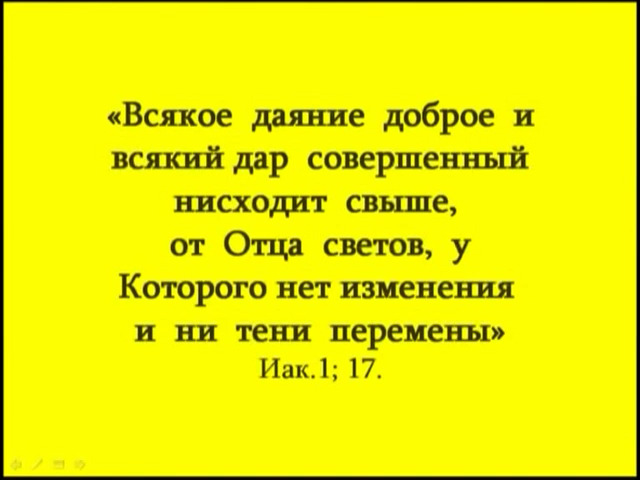 «Всякое даяние доброе и
всякий дар совершенный
нисходит свыше,
от Отца светов, у
Которого нет изменения
и ни тени перемены»
Иак.1; 17.